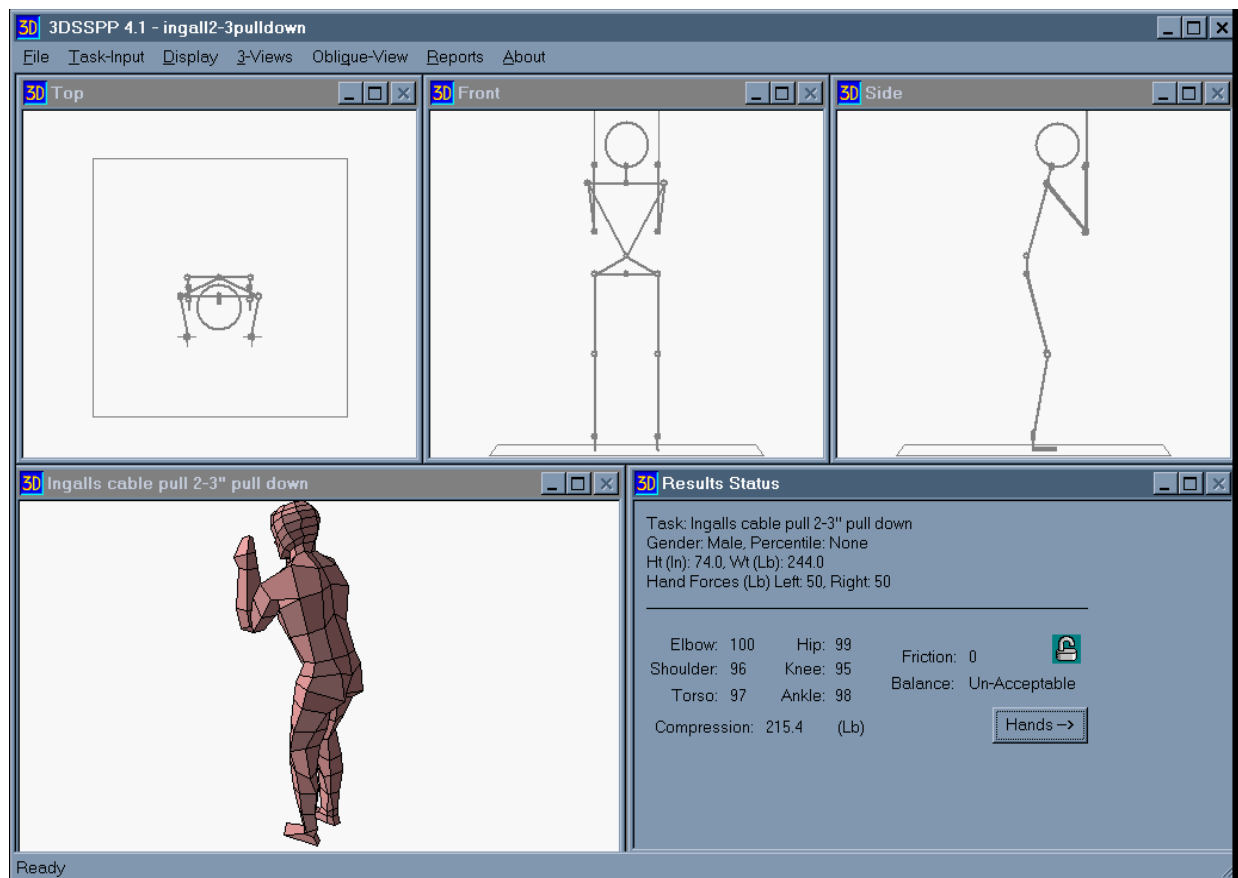 3D 3DSSPP 4.1 - ingall2-3pulldown
File Task-Input Display 3-Views Oblique-View Reports About
3D Top
3D Front
3D Side
3D Ingalls cable pull 2-3" pull down
3D Results Status
Task: Ingalls cable pull 2-3" pull down
Gender: Male, Percentile: None
Ht (In): 74.0, Wt (Lb): 244.0
Hand Forces (Lb) Left: 50, Right: 50
Elbow: 100 Hip: 99
Shoulder: 96 Knee: 95
Torso: 97 Ankle: 98
Compression: 215.4 (Lb)
Friction: 0
Balance: Un-Acceptable
Hands -->
Ready